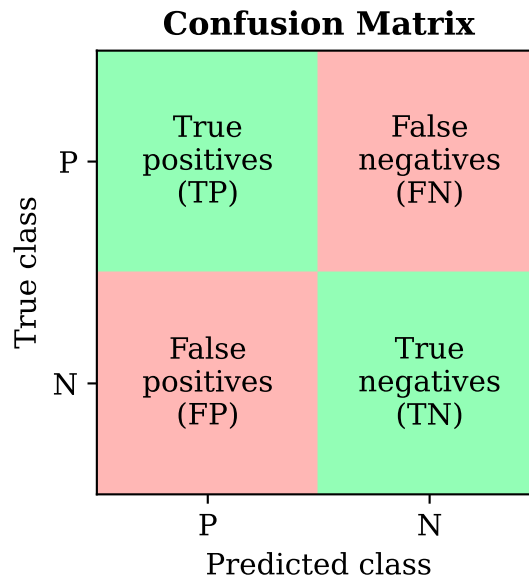 Confusion Matrix
True class
P
True
positives
(TP)
False
negatives
(FN)
N
False
positives
(FP)
True
negatives
(TN)
P
N
Predicted class